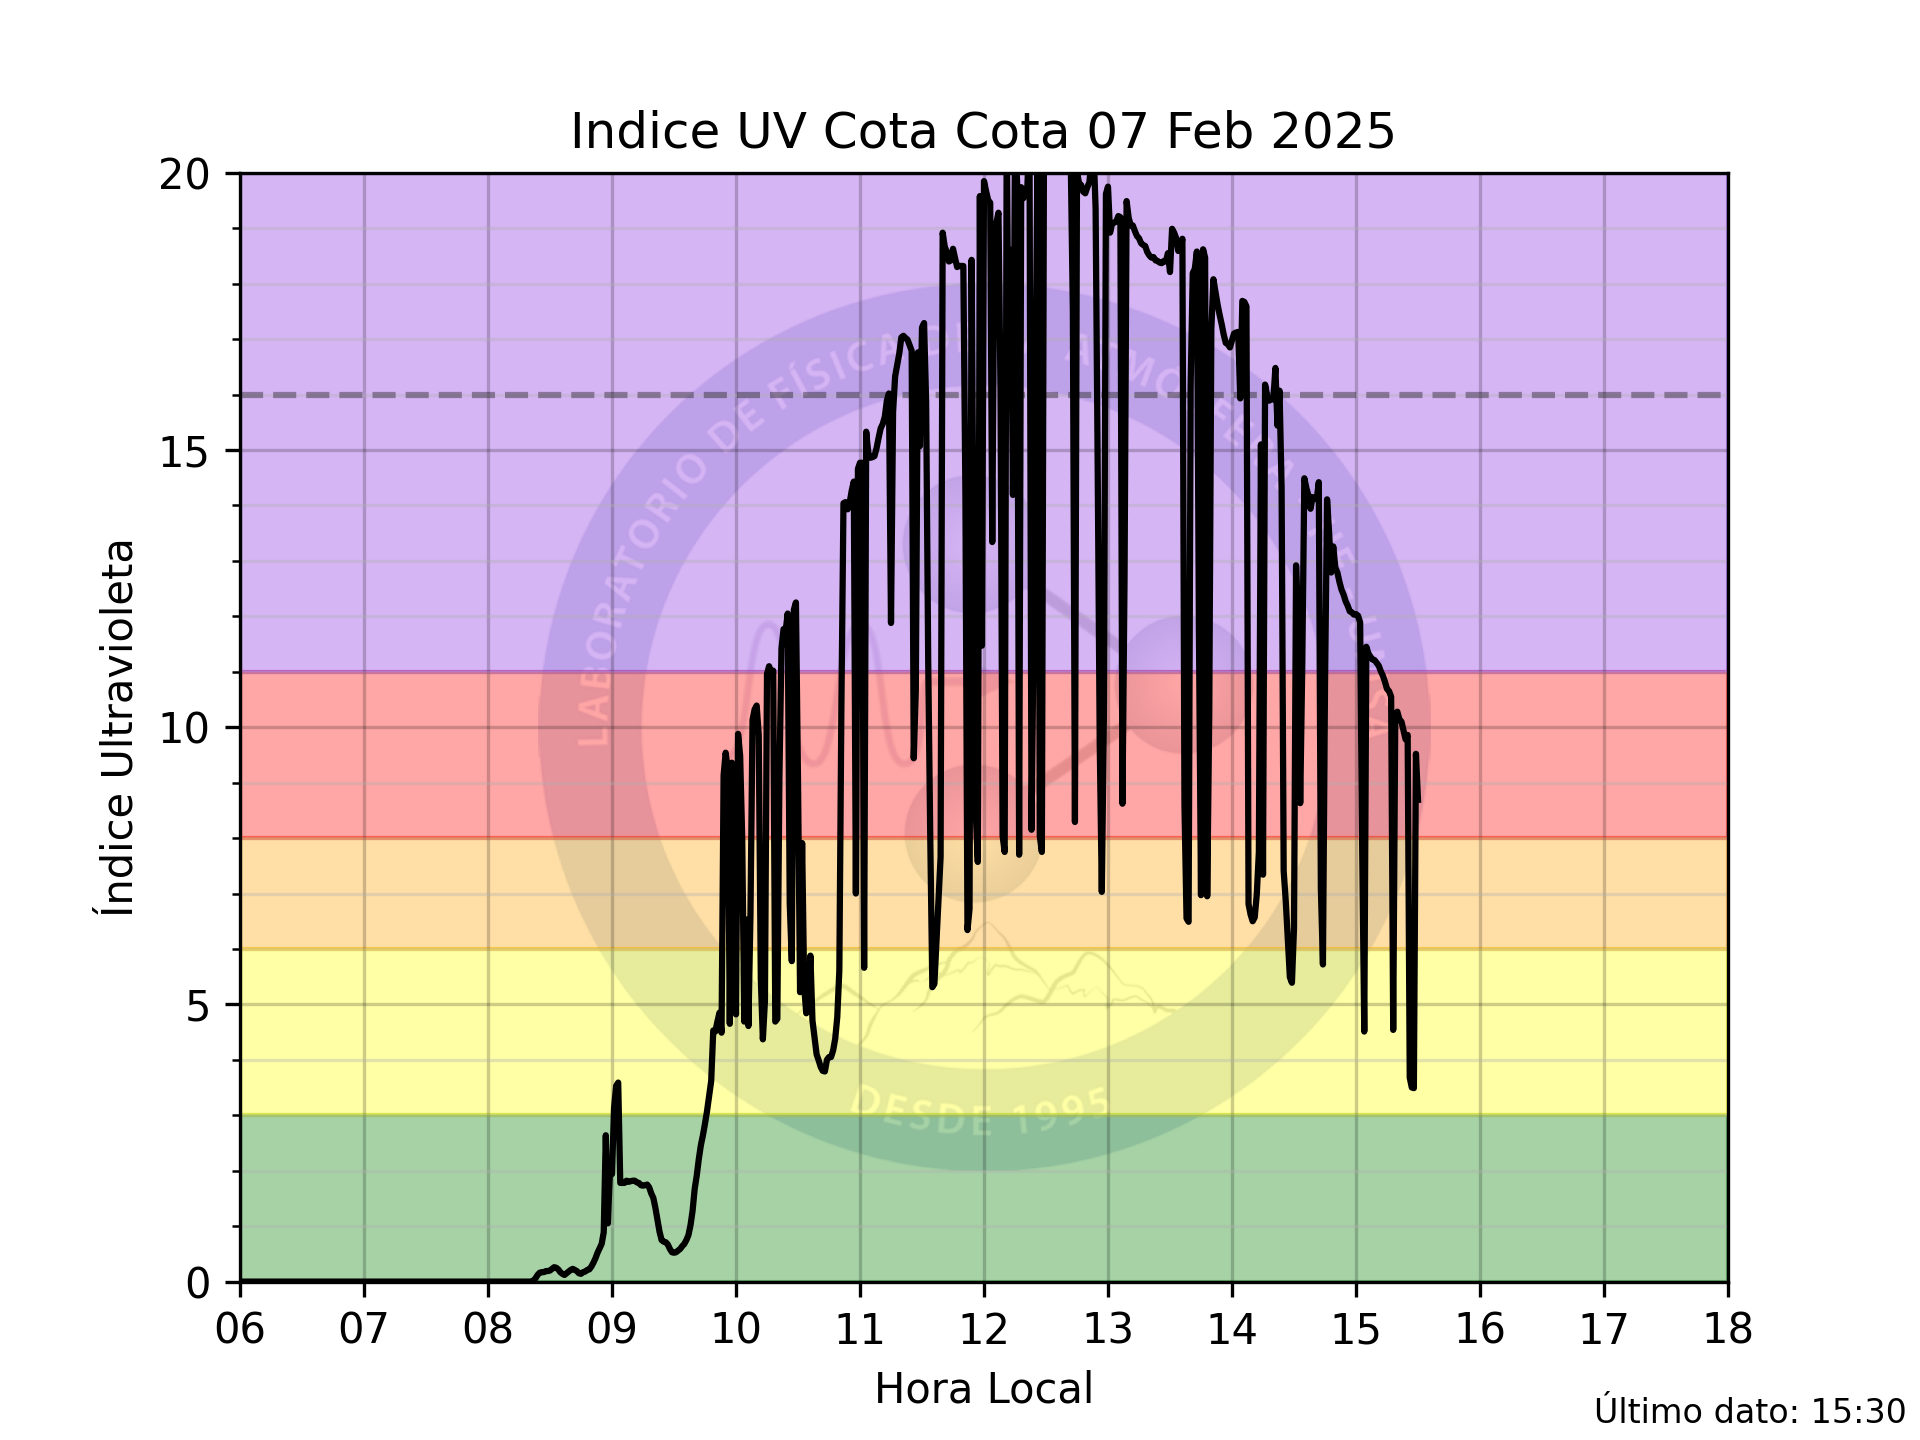 Indice UV Cota Cota 07 Feb 2025
20
15
10
5
0
Índice Ultravioleta
LABORATORIO DE FÍSICA DE
DESDE 1995
06 07 08 09 10 11 12 13 14 15 16 17 18
Hora Local
Último dato: 15:30